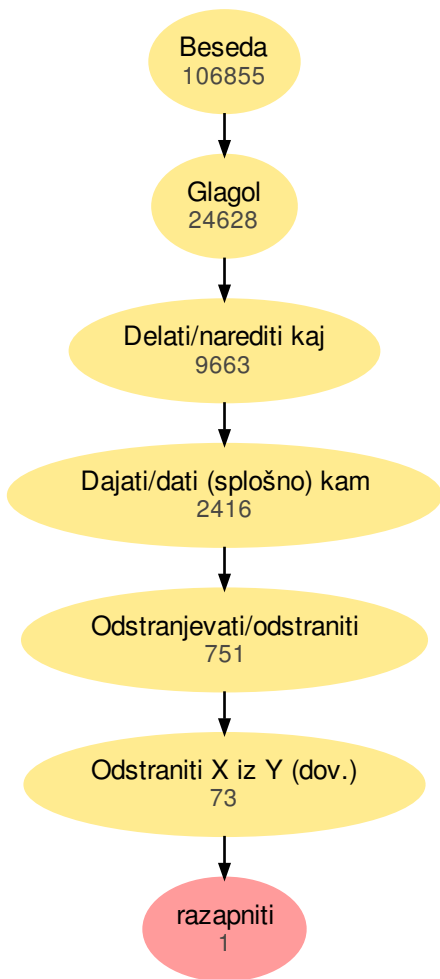 Beseda
106855
Glagol
24628
Delati/narediti kaj
9663
Dajati/dati (splošno) kam
2416
Odstranjevati/odstraniti
751
Odstraniti X iz Y (dov.)
73
razapniti
1